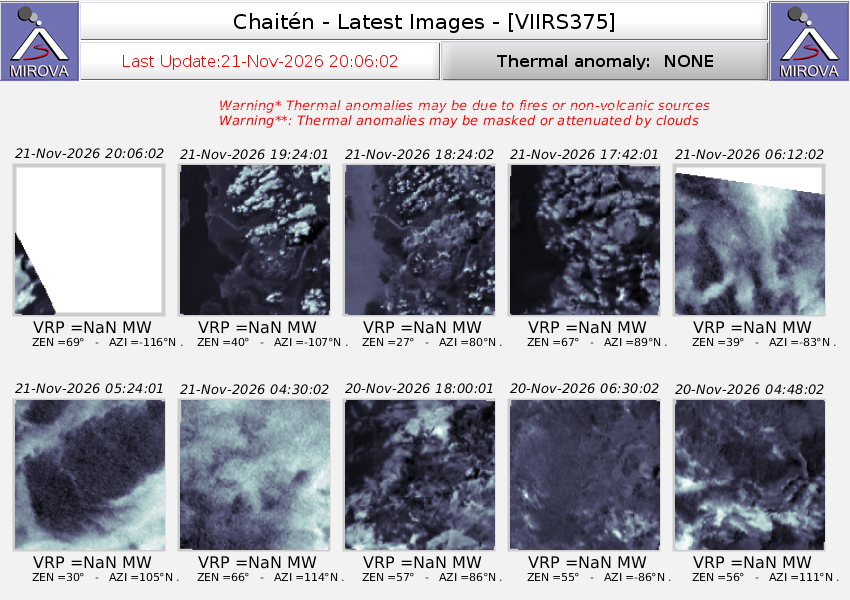 Chaitén - Latest Images - [VIIRS375]
MIROVA
Last Update:21-Nov-2026 20:06:02
Thermal anomaly: NONE
MIROVA
Warning* Thermal anomalies may be due to fires or non-volcanic sources
Warning**: Thermal anomalies may be masked or attenuated by clouds
21-Nov-2026 20:06:02 21-Nov-2026 19:24:01 21-Nov-2026 18:24:02 21-Nov-2026 17:42:01 21-Nov-2026 06:12:02
VRP =NaN MW VRP =NaN MW VRP =NaN MW VRP =NaN MW VRP =NaN MW
ZEN =69° - AZI =-116°N . ZEN =40° - AZI =-107°N . ZEN =27° - AZI =80°N . ZEN =67° - AZI =89°N . ZEN =39° - AZI =-83°N .
21-Nov-2026 05:24:01 21-Nov-2026 04:30:02 20-Nov-2026 18:00:01 20-Nov-2026 06:30:02 20-Nov-2026 04:48:02
VRP =NaN MW VRP =NaN MW VRP =NaN MW VRP =NaN MW VRP =NaN MW
ZEN =30° - AZI =105°N . ZEN =66° - AZI =114°N . ZEN =57° - AZI =86°N . ZEN =55° - AZI =-86°N . ZEN =56° - AZI =111°N .